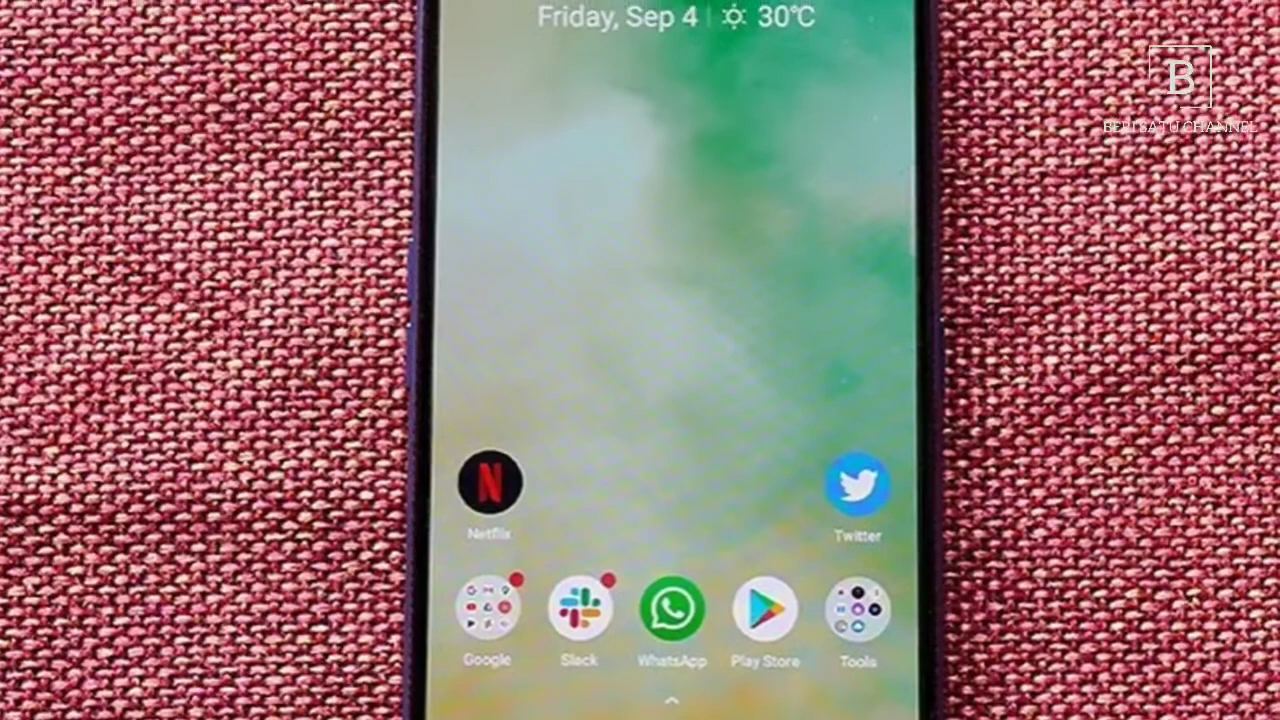 Friday, Sep 4 | 30°C
B
BERISATU CHANNEL
Netflix
Twitter
Google
Slack
WhatsApp
Play Store
Tools